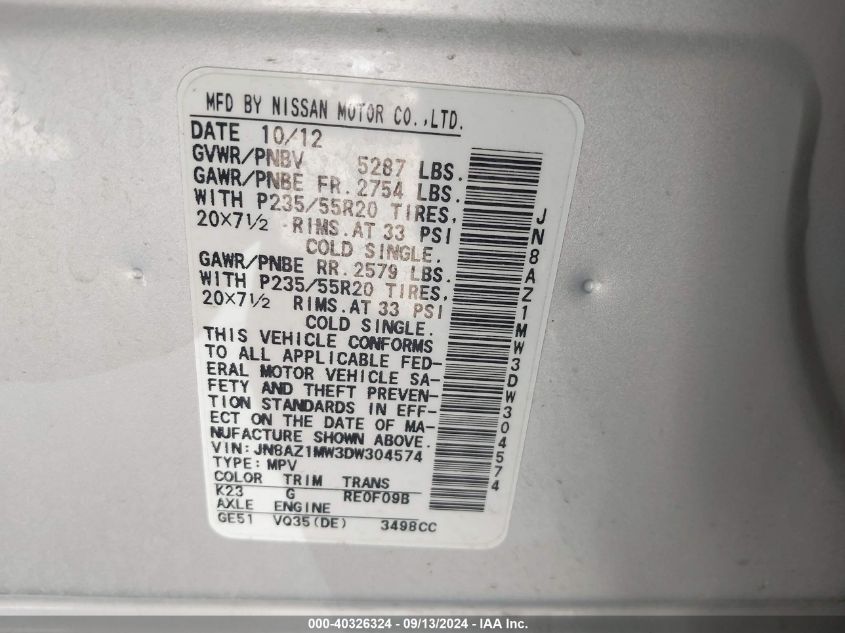 MFD BY NISSAN MOTOR CO.,LTD.
DATE 10/12
GVWR/PNBV 5287 LBS.
GAWR/PNBE FR. 2754 LBS.
WITH P235/55R20 TIRES,
20×7½ RIMS.AT 33 PSI
COLD SINGLE.
GAWR/PNBE RR. 2579 LBS.
WITH P235/55R20 TIRES,
20×7½ RIMS.AT 33 PSI
COLD SINGLE.
THIS VEHICLE CONFORMS
TO ALL APPLICABLE FED-
ERAL MOTOR VEHICLE SA-
FETY AND THEFT PREVEN-
TION STANDARDS IN EFF-
ECT ON THE DATE OF MA-
NUFACTURE SHOWN ABOVE.
VIN:JN8AZ1MW3DW304574
TYPE: MPV
COLOR TRIM TRANS
K23 G RE0F09B
AXLE ENGINE
GE51 VQ35(DE) 3498CC
JN8AZ1MW3DW304574
000-40326324 - 09/13/2024 - IAA Inc.